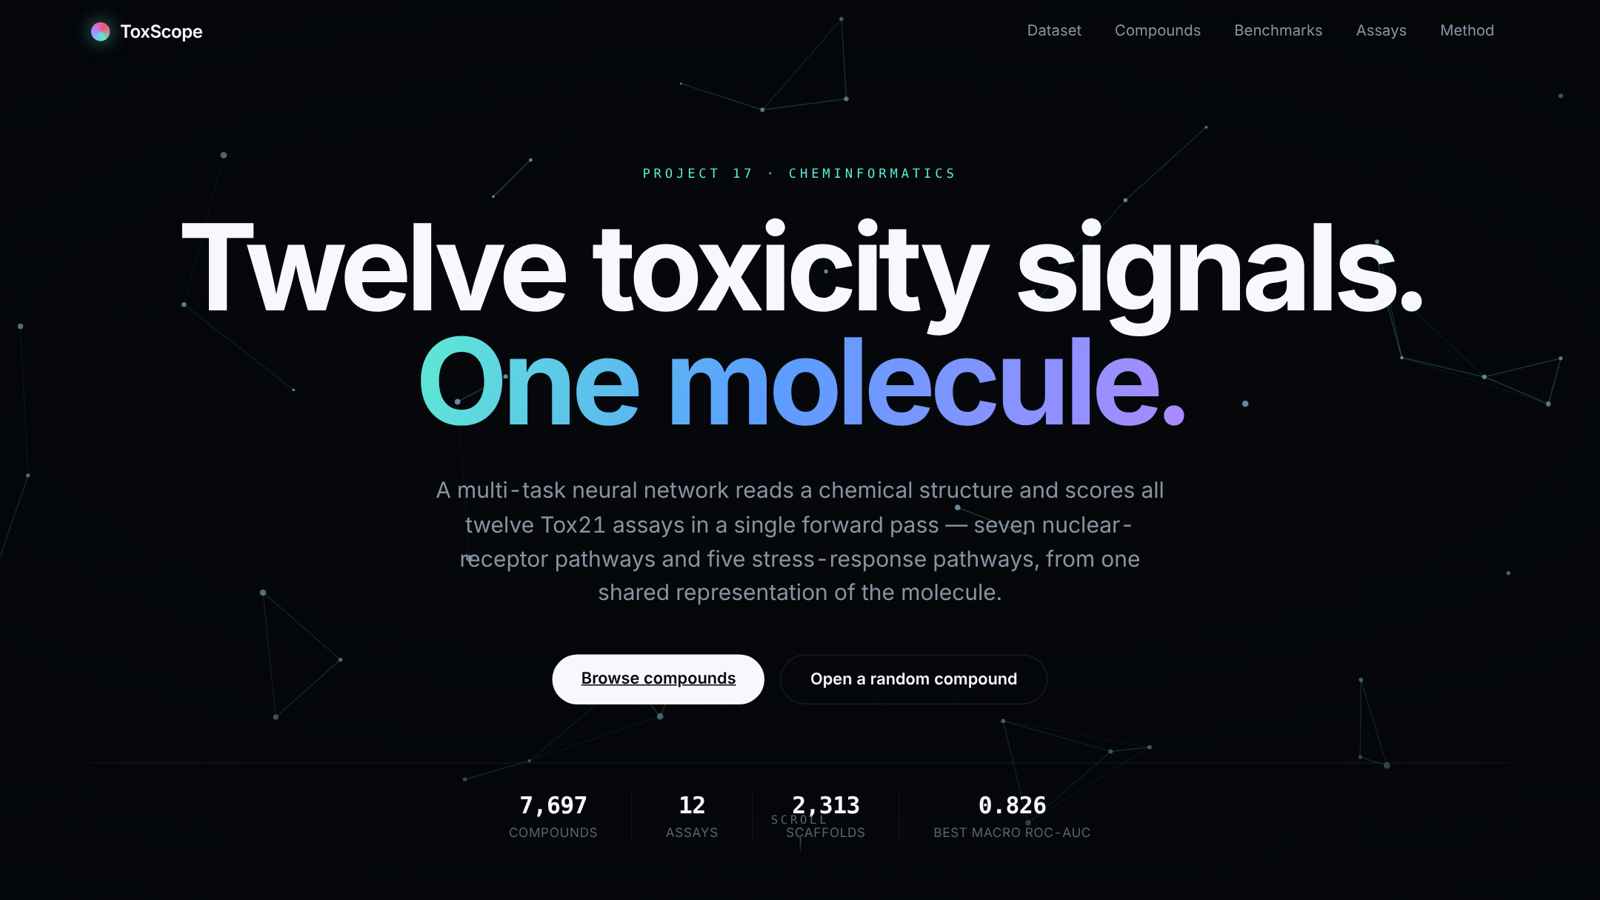 ToxScope
Dataset Compounds Benchmarks Assays Method
PROJECT 17 · CHEMINFORMATICS
Twelve toxicity signals.
One molecule.
A multi-task neural network reads a chemical structure and scores all
twelve Tox21 assays in a single forward pass — seven nuclear-
receptor pathways and five stress-response pathways, from one
shared representation of the molecule.
Browse compounds
Open a random compound
7,697 12 2,313 0.826
SCROLL
COMPOUNDS ASSAYS SCAFFOLDS BEST MACRO ROC-AUC